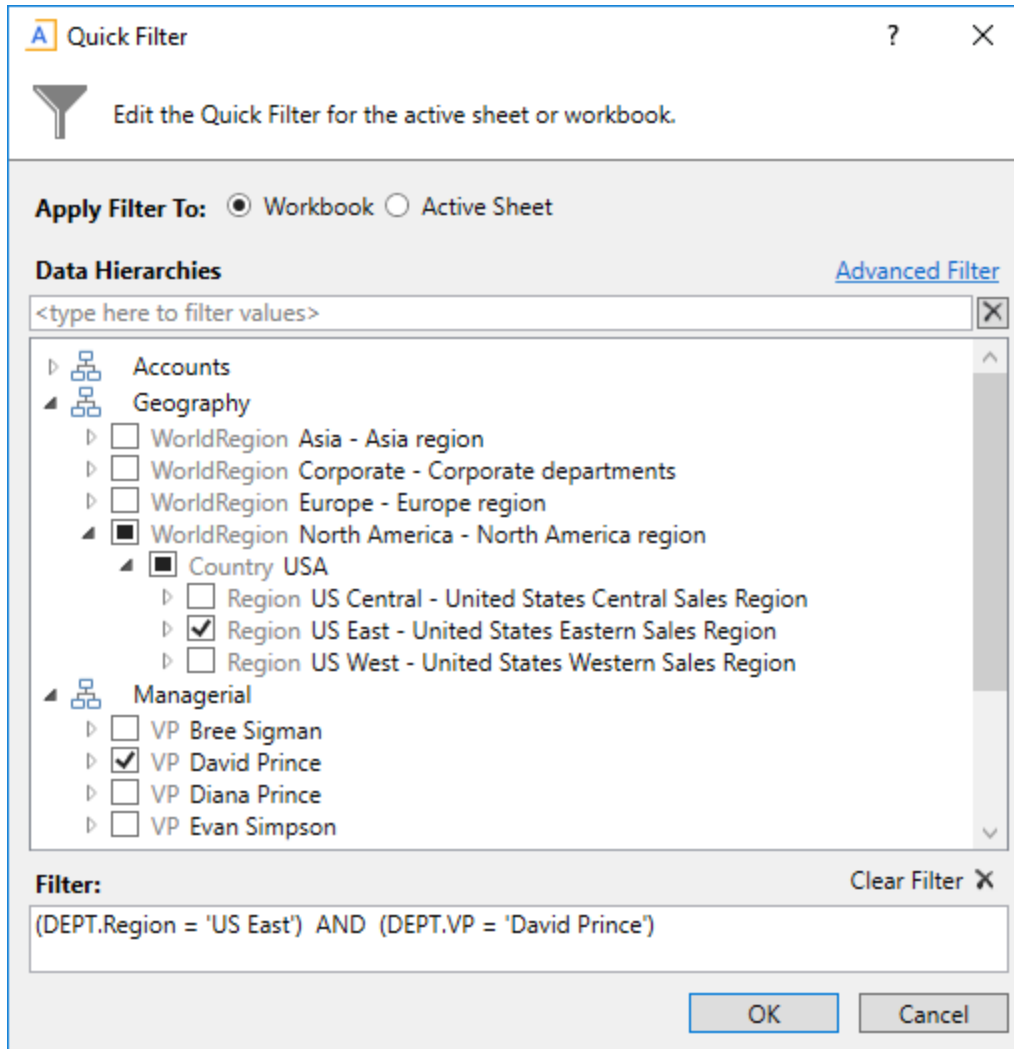 A Quick Filter ?
Edit the Quick Filter for the active sheet or workbook.
Apply Filter To: Workbook Active Sheet
Data Hierarchies Advanced Filter
<type here to filter values>
Accounts
Geography
WorldRegion Asia - Asia region
WorldRegion Corporate - Corporate departments
WorldRegion Europe - Europe region
WorldRegion North America - North America region
Country USA
Region US Central - United States Central Sales Region
Region US East - United States Eastern Sales Region
Region US West - United States Western Sales Region
Managerial
VP Bree Sigman
VP David Prince
VP Diana Prince
VP Evan Simpson
Filter: Clear Filter
(DEPT.Region = 'US East')  AND  (DEPT.VP = 'David Prince')
OK Cancel